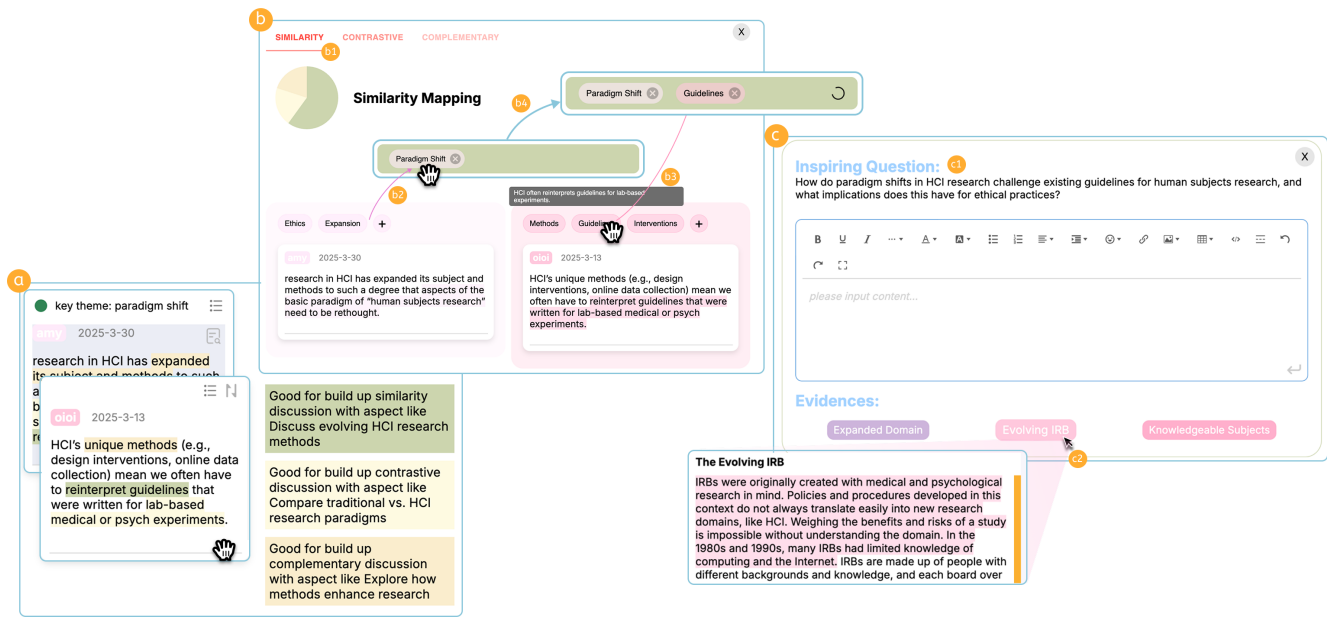 a
key theme: paradigm shift
amy 2025-3-30
research in HCI has expanded
its subject and methods to such
oioi 2025-3-13
HCI's unique methods (e.g.,
design interventions, online data
collection) mean we often have
to reinterpret guidelines that
were written for lab-based
medical or psych experiments.
Good for build up similarity
discussion with aspect like
Discuss evolving HCI research
methods
Good for build up contrastive
discussion with aspect like
Compare traditional vs. HCI
research paradigms
Good for build up
complementary discussion
with aspect like Explore how
methods enhance research
b
SIMILARITY CONTRASTIVE COMPLEMENTARY
X
b1
Similarity Mapping
Paradigm Shift
b2
b4
Paradigm Shift Guidelines
b3
HCI often reinterprets guidelines for lab-based
experiments.
Ethics Expansion +
amy 2025-3-30
research in HCI has expanded its subject and
methods to such a degree that aspects of the
basic paradigm of "human subjects research"
need to be rethought.
Methods Guidelin Interventions +
oioi 2025-3-13
HCI's unique methods (e.g., design
interventions, online data collection) mean we
often have to reinterpret guidelines that were
written for lab-based medical or psych
experiments.
c
X
Inspiring Question: c1
How do paradigm shifts in HCI research challenge existing guidelines for human subjects research, and
what implications does this have for ethical practices?
B U I A A
please input content...
Evidences:
Expanded Domain Evolving IRB Knowledgeable Subjects
c2
The Evolving IRB
IRBs were originally created with medical and psychological
research in mind. Policies and procedures developed in this
context do not always translate easily into new research
domains, like HCI. Weighing the benefits and risks of a study
is impossible without understanding the domain. In the
1980s and 1990s, many IRBs had limited knowledge of
computing and the Internet. IRBs are made up of people with
different backgrounds and knowledge, and each board over